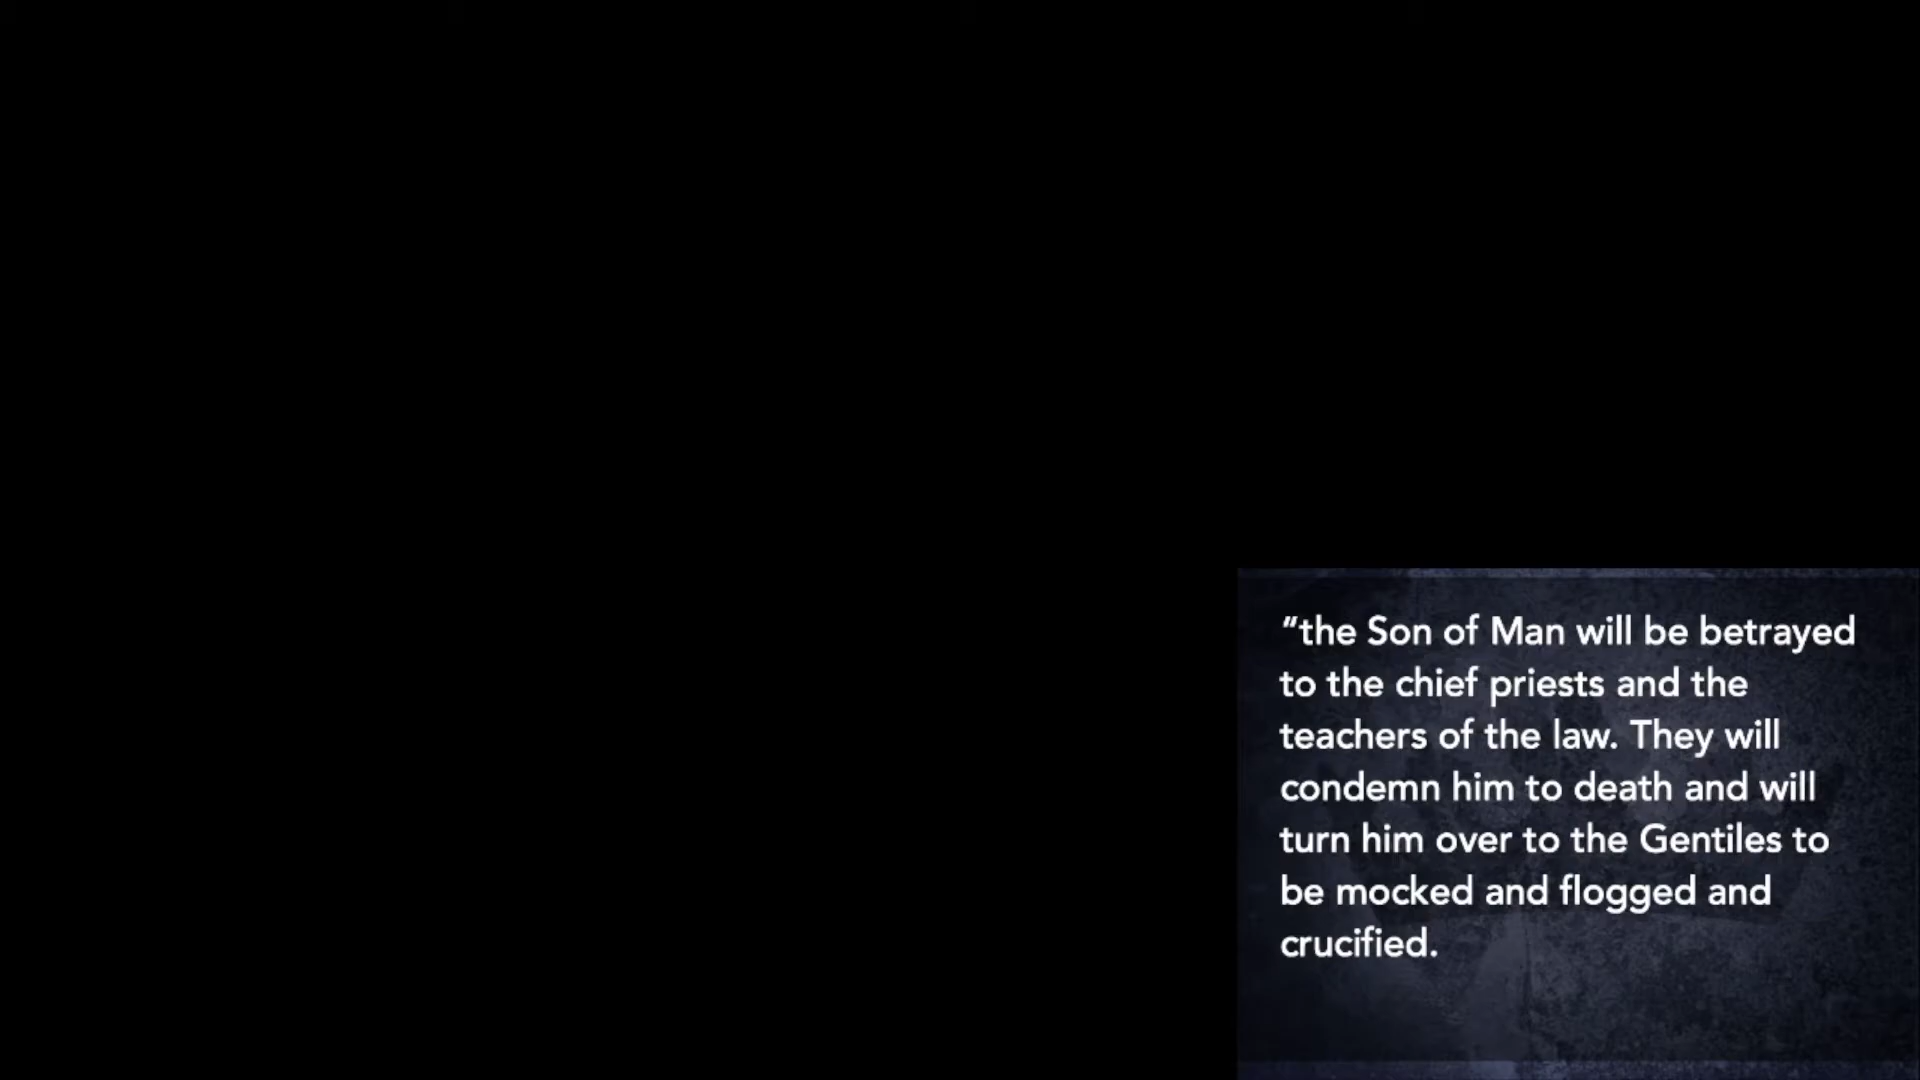 “the Son of Man will be betrayed
to the chief priests and the
teachers of the law. They will
condemn him to death and will
turn him over to the Gentiles to
be mocked and flogged and
crucified.